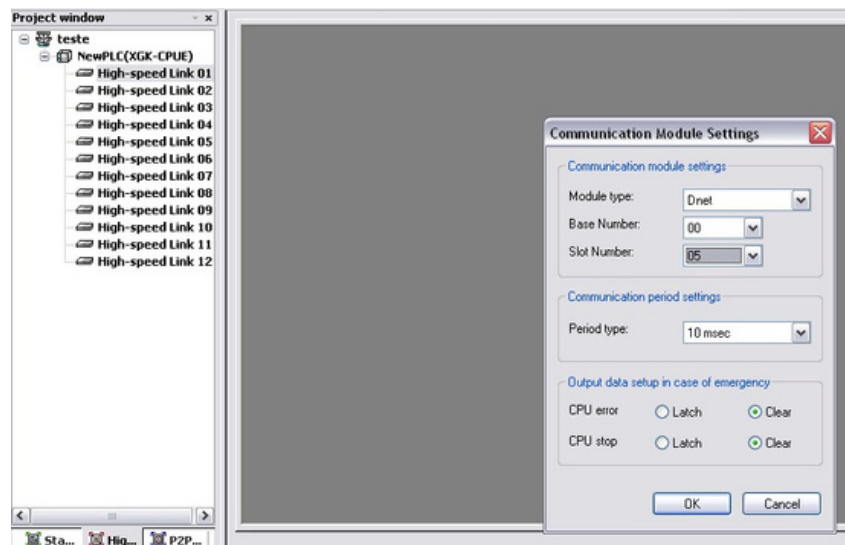 Project window
teste
NewPLC(XGK-CPUE)
High-speed Link 01
High-speed Link 02
High-speed Link 03
High-speed Link 04
High-speed Link 05
High-speed Link 06
High-speed Link 07
High-speed Link 08
High-speed Link 09
High-speed Link 10
High-speed Link 11
High-speed Link 12
Sta... Hig... P2P...
Communication Module Settings
Communication module settings
Module type: Dnet
Base Number: 00
Slot Number: 05
Communication period settings
Period type: 10 msec
Output data setup in case of emergency
CPU error Latch Clear
CPU stop Latch Clear
OK Cancel